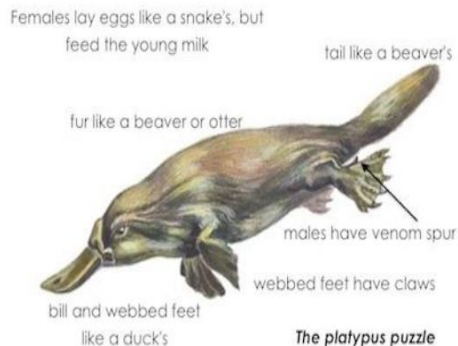 Females lay eggs like a snake's, but
feed the young milk
tail like a beaver's
fur like a beaver or otter
males have venom spur
webbed feet have claws
bill and webbed feet
like a duck's
The platypus puzzle